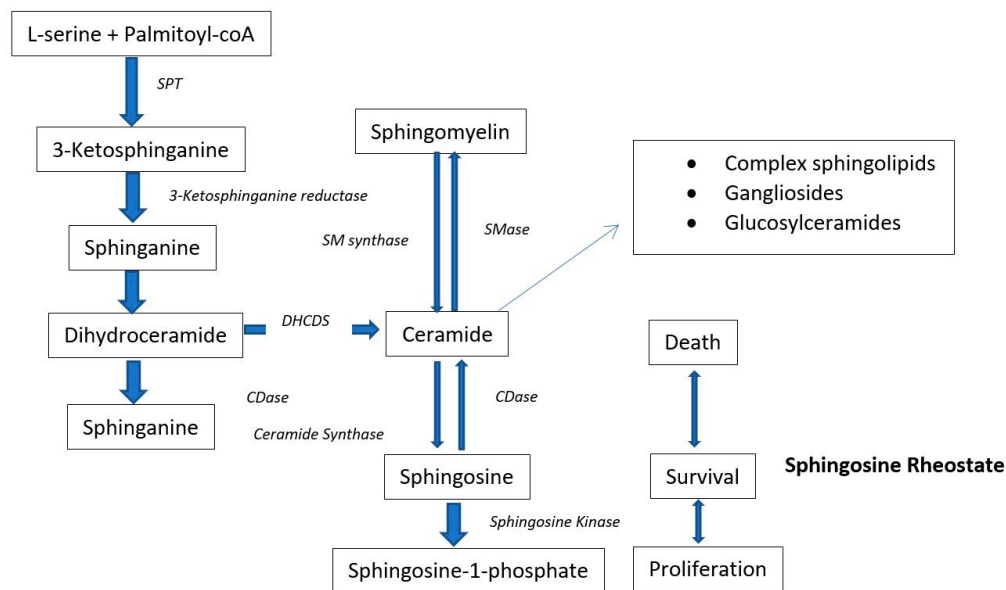 L-serine + Palmitoyl-coA
SPT
3-Ketosphinganine
3-Ketosphinganine reductase
Sphinganine
Dihydroceramide
DHCDS
Sphinganine
CDase
Ceramide Synthase
Sphingomyelin
SM synthase
SMase
Ceramide
CDase
Sphingosine
Sphingosine Kinase
Sphingosine-1-phosphate
• Complex sphingolipids
• Gangliosides
• Glucosylceramides
Death
Survival
Sphingosine Rheostate
Proliferation